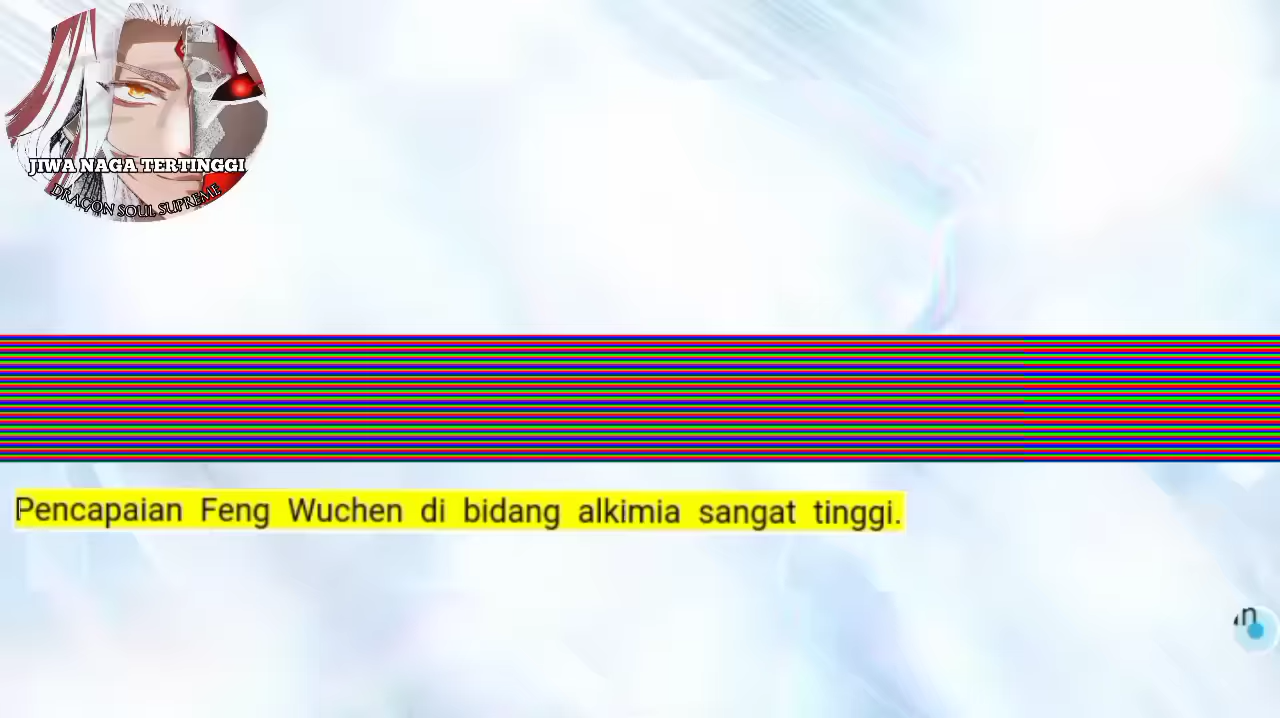 JIWA NAGA TERTINGGI
DRAGON SOUL SUPREME
Pencapaian Feng Wuchen di bidang alkimia sangat tinggi.